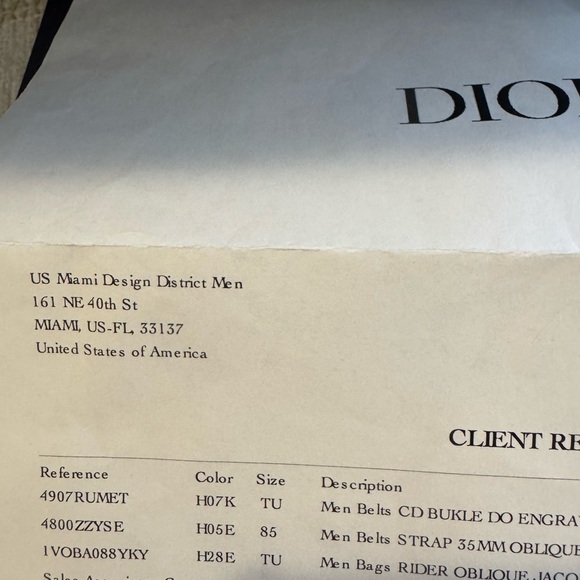 DIO
US Miami Design District Men
161 NE 40th St
MIAMI, US-FL, 33137
United States of America
CLIENT RE
Reference Color Size Description
4907RUMET H07K TU Men Belts CD BUKLE DO ENGRA
4800ZZYSE H05E 85 Men Belts STRAP 35MM OBLIQUE
1VOBA088YKY H28E TU Men Bags RIDER OBLIQUE JACQ